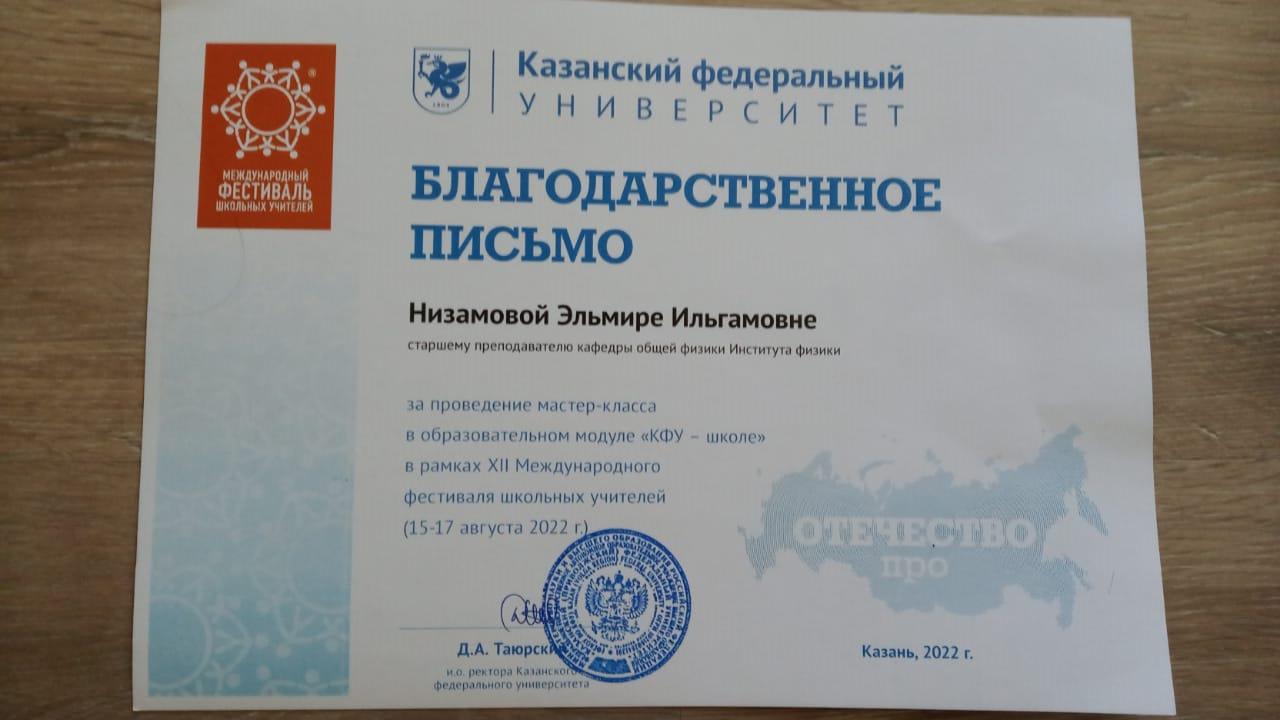 МЕЖДУНАРОДНЫЙ
ФЕСТИВАЛЬ
ШКОЛЬНЫХ УЧИТЕЛЕЙ
1804
Казанский федеральный
УНИВЕРСИТЕТ
БЛАГОДАРСТВЕННОЕ
ПИСЬМО
Низамовой Эльмире Ильгамовне
старшему преподавателю кафедры общей физики Института физики
за проведение мастер-класса
в образовательном модуле «КФУ – школе»
в рамках XII Международного
фестиваля школьных учителей
(15-17 августа 2022 г.)
ОТЕЧЕСТВО
про
Д.А. Таюрский
и.о. ректора Казанского
федерального университета
Казань, 2022 г.